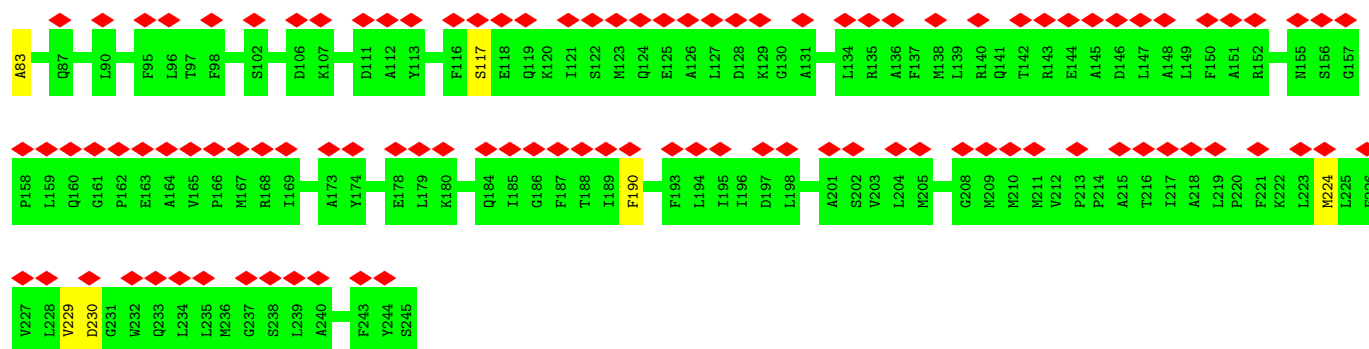 A83 Q87 L90 F95 L96 T97 F98 S102 D106 K107 D111 A112 Y113 F116 S117 E118 Q119 K120 I121 S122 M123 Q124 E125 A126 L127 D128 K129 G130 A131 L134 R135 A136 F137 M138 L139 R140 Q141 T142 R143 E144 A145 D146 L147 A148 L149 F150 A151 R152 N155 S156 G157
P158 L159 Q160 G161 P162 E163 A164 V165 P166 M167 R168 I169 A173 Y174 E178 L179 K180 Q184 I185 G186 F187 T188 I189 F190 F193 L194 I195 I196 D197 L198 A201 S202 V203 L204 M205 G208 M209 M210 M211 V212 P213 P214 A215 T216 I217 A218 L219 P220 F221 K222 L223 M224 L225
V227 L228 V229 D230 G231 W232 Q233 L234 L235 M236 G237 S238 L239 A240 F243 Y244 S245